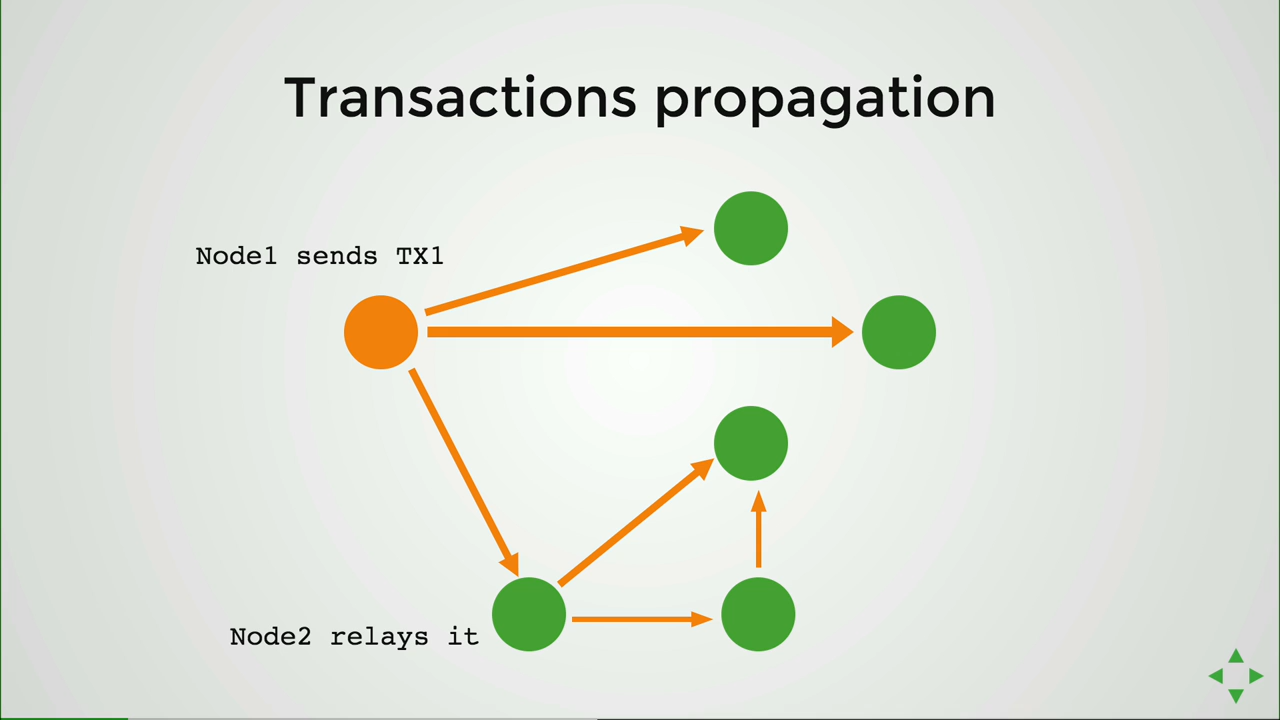 Transactions propagation
Node1 sends TX1
Node2 relays it